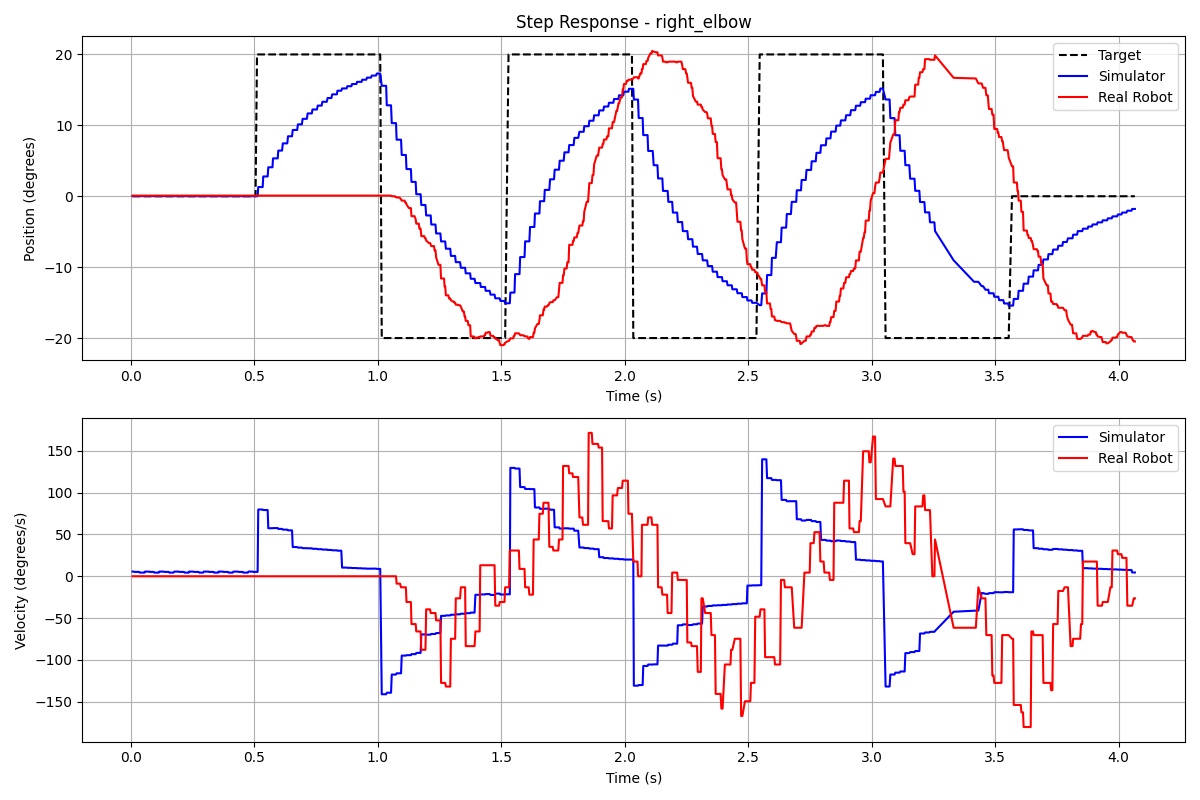 Step Response - right_elbow
Position (degrees)
20
10
0
−10
−20
Target
Simulator
Real Robot
0.0 0.5 1.0 1.5 2.0 2.5 3.0 3.5 4.0
Time (s)
Velocity (degrees/s)
150
100
50
0
−50
−100
−150
Simulator
Real Robot
0.0 0.5 1.0 1.5 2.0 2.5 3.0 3.5 4.0
Time (s)